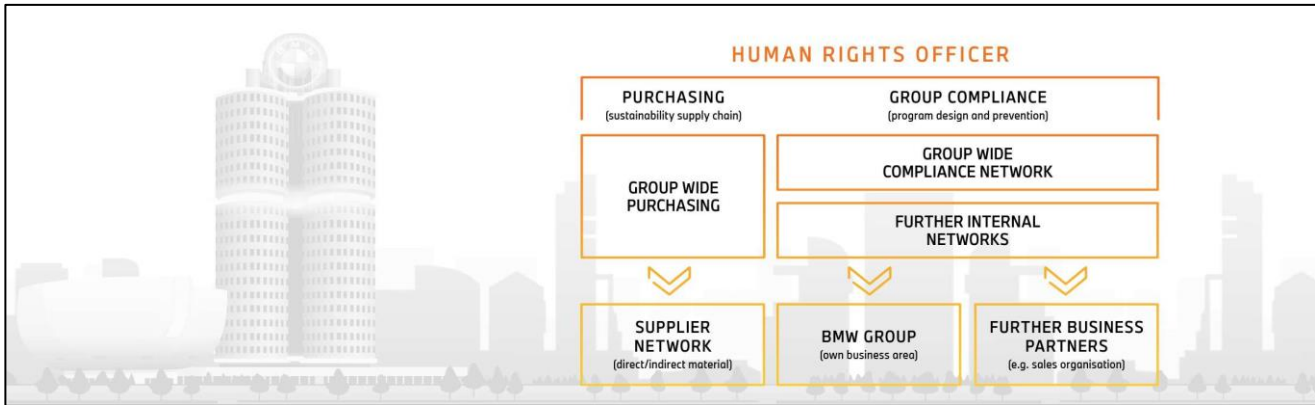 HUMAN RIGHTS OFFICER
PURCHASING
(sustainability supply chain)
GROUP COMPLIANCE
(program design and prevention)
GROUP WIDE
PURCHASING
GROUP WIDE
COMPLIANCE NETWORK
FURTHER INTERNAL
NETWORKS
SUPPLIER
NETWORK
(direct/indirect material)
BMW GROUP
(own business area)
FURTHER BUSINESS
PARTNERS
(e.g. sales organisation)